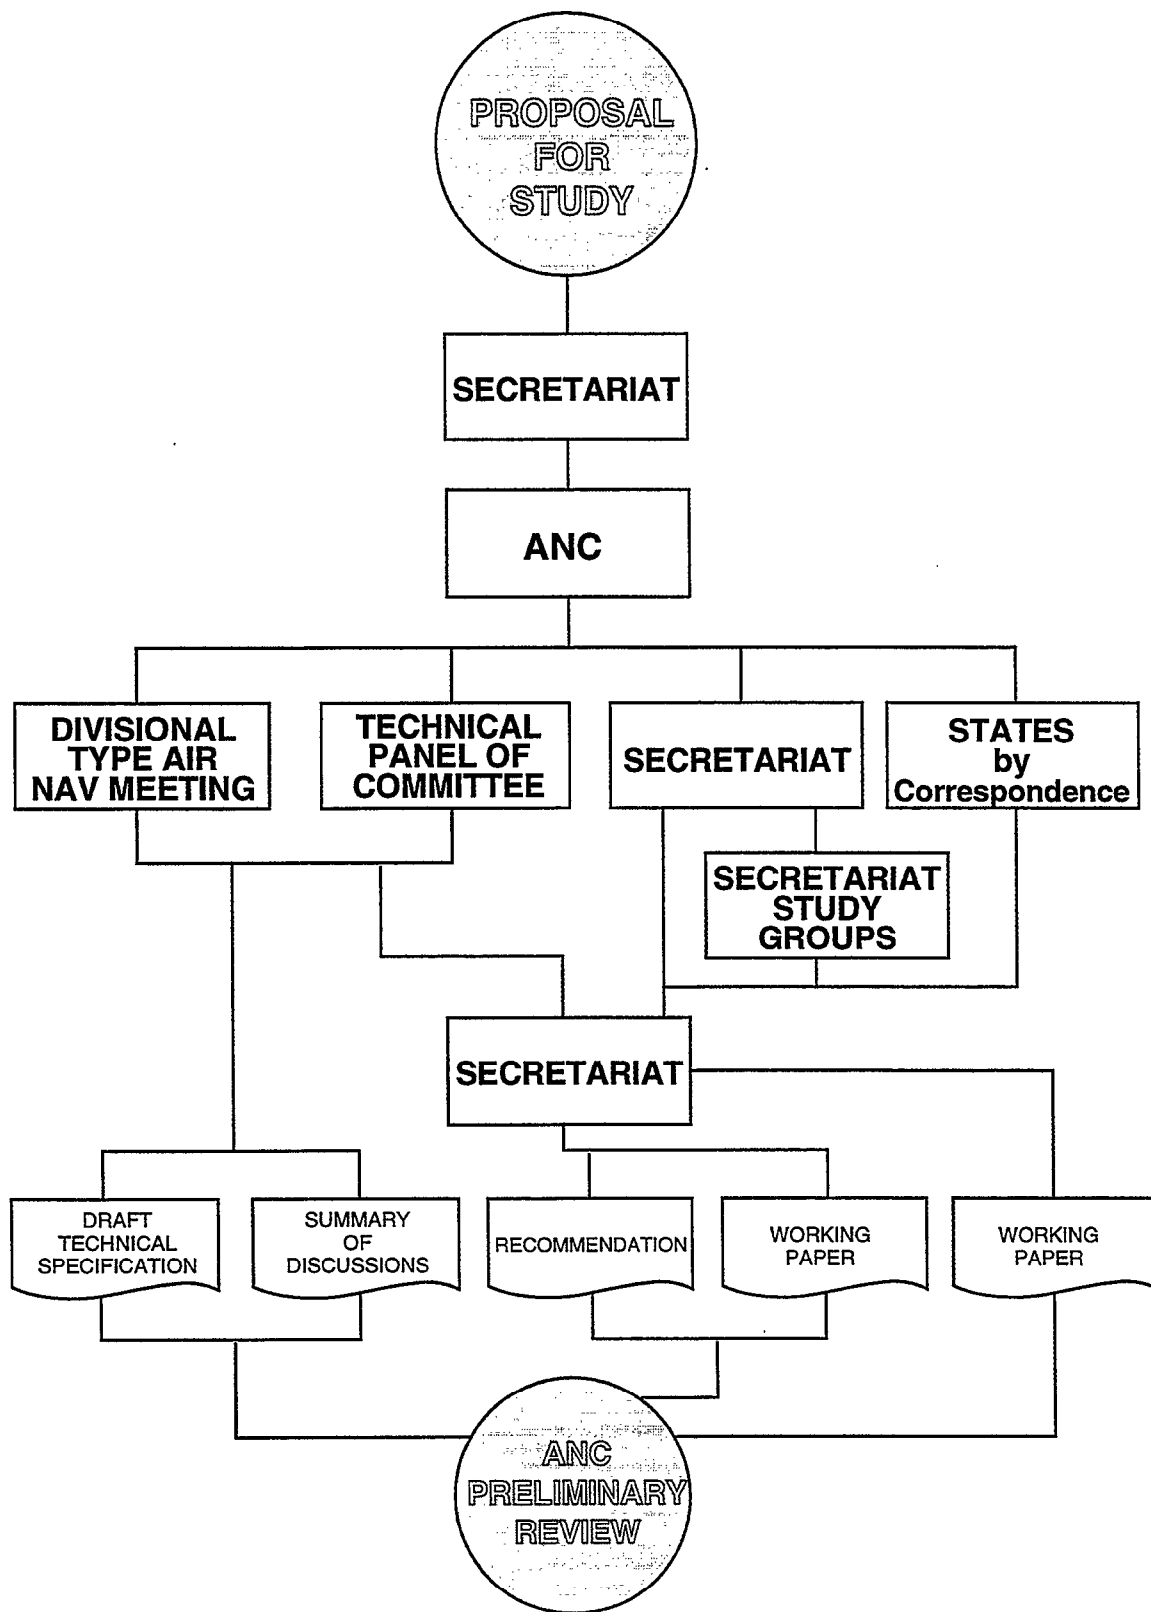 PROPOSAL
FOR
STUDY
SECRETARIAT
ANC
DIVISIONAL
TYPE AIR
NAV MEETING
TECHNICAL
PANEL OF
COMMITTEE
SECRETARIAT
STATES
by
Correspondence
SECRETARIAT
STUDY
GROUPS
SECRETARIAT
DRAFT
TECHNICAL
SPECIFICATION
SUMMARY
OF
DISCUSSIONS
RECOMMENDATION
WORKING
PAPER
WORKING
PAPER
ANC
PRELIMINARY
REVIEW